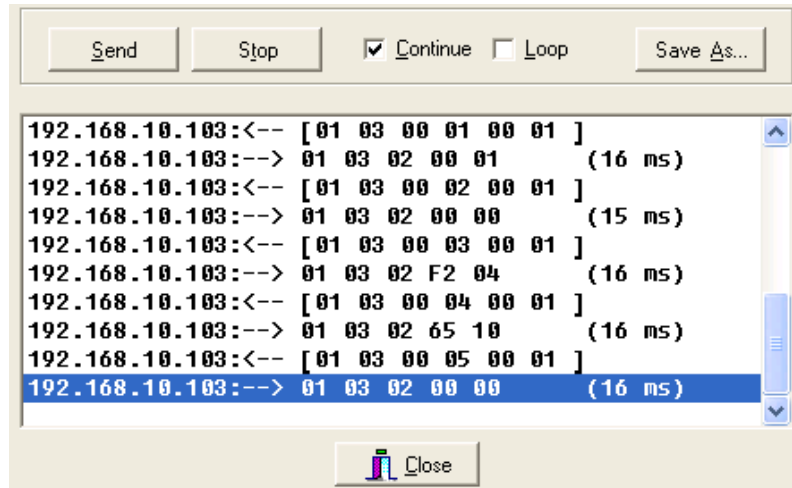 Send Stop Continue Loop Save As...
192.168.10.103:<-- [01 03 00 01 00 01 ]
192.168.10.103:--> 01 03 02 00 01 (16 ms)
192.168.10.103:<-- [01 03 00 02 00 01 ]
192.168.10.103:--> 01 03 02 00 00 (15 ms)
192.168.10.103:<-- [01 03 00 03 00 01 ]
192.168.10.103:--> 01 03 02 F2 04 (16 ms)
192.168.10.103:<-- [01 03 00 04 00 01 ]
192.168.10.103:--> 01 03 02 65 10 (16 ms)
192.168.10.103:<-- [01 03 00 05 00 01 ]
192.168.10.103:--> 01 03 02 00 00 (16 ms)
Close